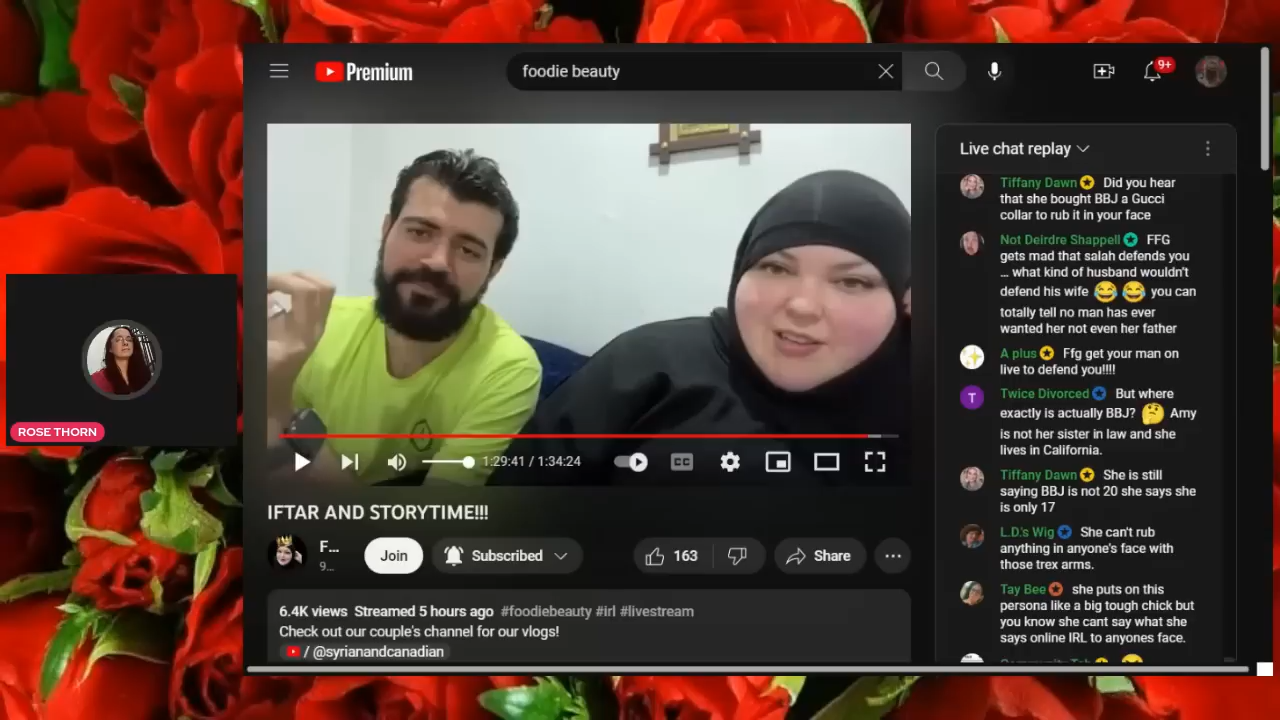 Premium
foodie beauty
9+
Live chat replay
Tiffany Dawn Did you hear
that she bought BBJ a Gucci
collar to rub it in your face
Not Deirdre Shappell FFG
gets mad that salah defends you
... what kind of husband wouldn't
defend his wife 😂 😂 you can
totally tell no man has ever
wanted her not even her father
A plus Ffg get your man on
live to defend you!!!!
T
Twice Divorced But where
exactly is actually BBJ? 🤔 Amy
is not her sister in law and she
lives in California.
Tiffany Dawn She is still
saying BBJ is not 20 she says she
is only 17
L.D.'s Wig She can't rub
anything in anyone's face with
those trex arms.
Tay Bee she puts on this
persona like a big tough chick but
you know she cant say what she
says online IRL to anyones face.
ROSE THORN
1:29:41 / 1:34:24
CC
IFTAR AND STORYTIME!!!
F...
9...
Join
Subscribed
163
Share
6.4K views Streamed 5 hours ago #foodiebeauty #irl #livestream
Check out our couple's channel for our vlogs!
/ @syrianandcanadian